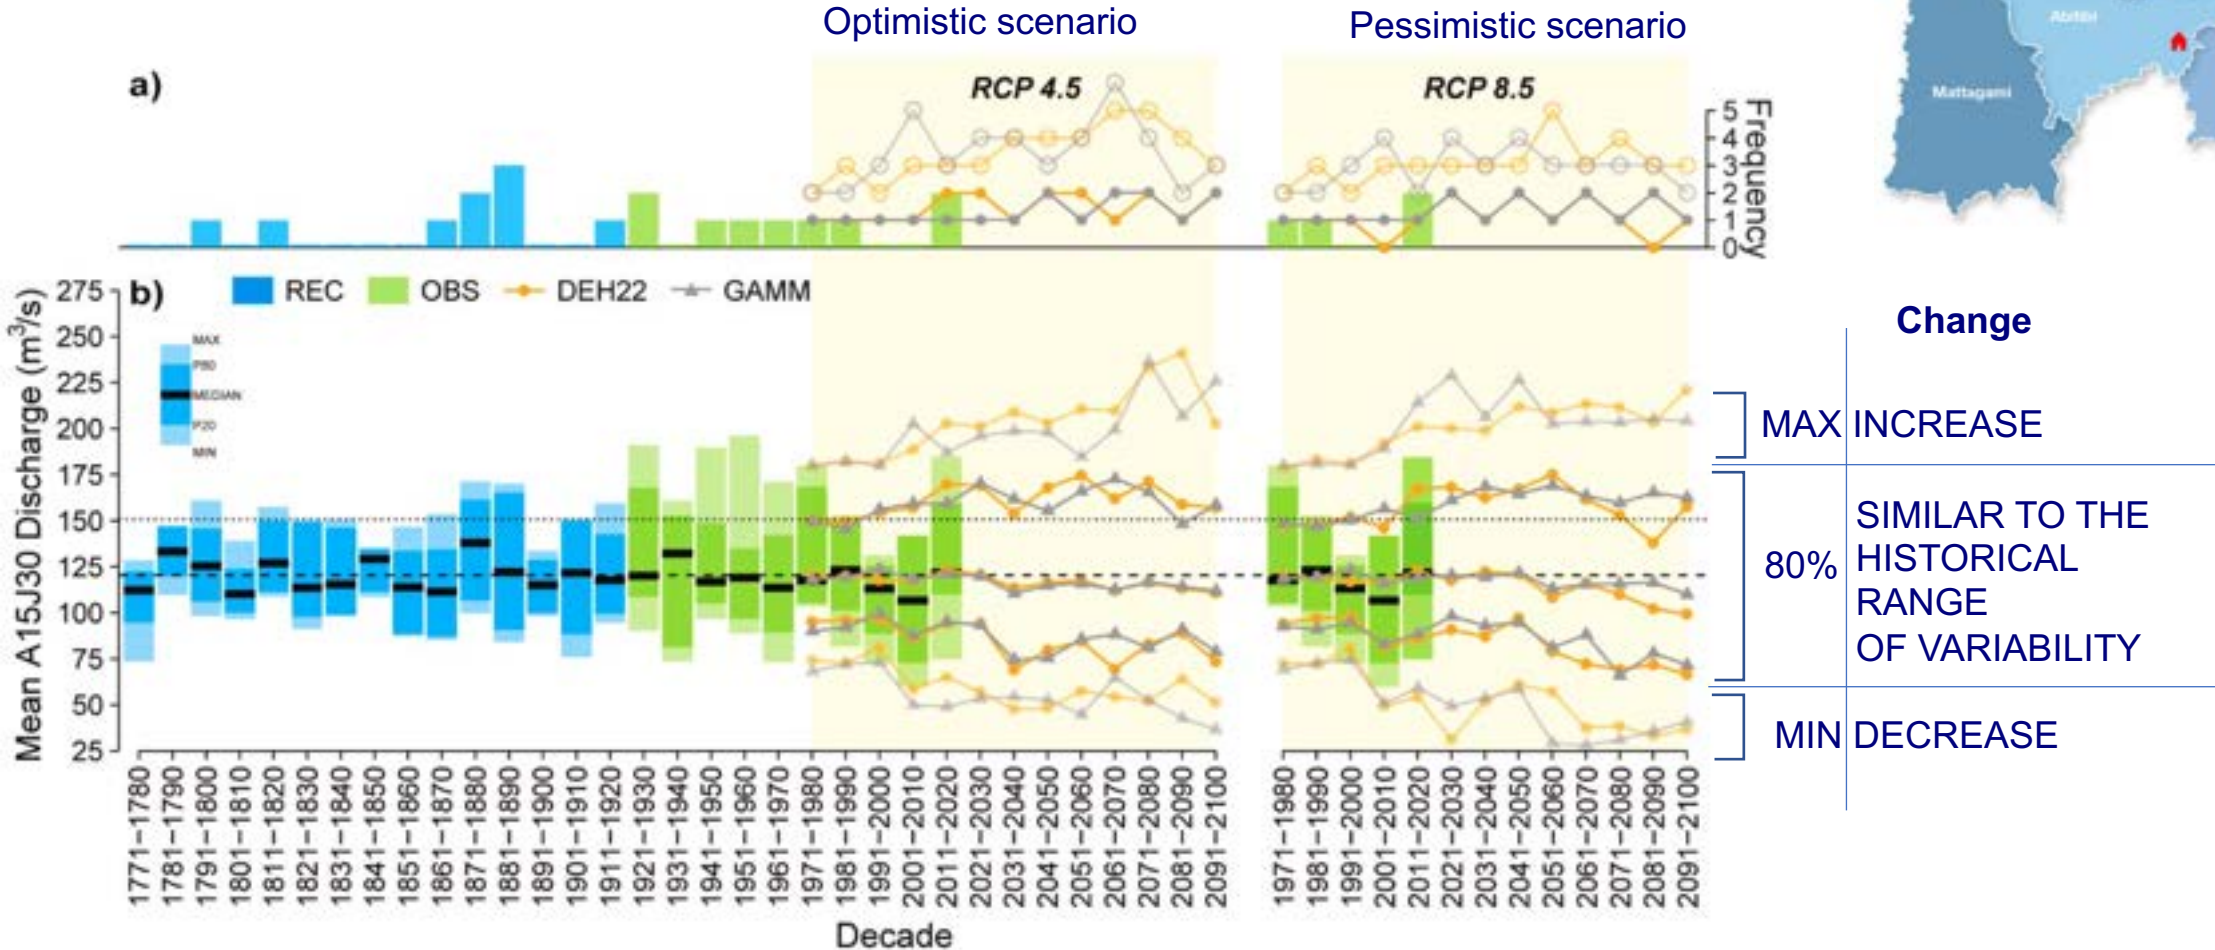 Optimistic scenario
Pessimistic scenario
Abitibi
Mattagami
a)
RCP 4.5
RCP 8.5
5
4
3
2
1
0
Frequency
b)
REC
OBS
DEH22
GAMM
MAX
P80
MEDIAN
P20
MIN
Mean A15J30 Discharge (m³/s)
275
250
225
200
175
150
125
100
75
50
25
1771−1780
1781−1790
1791−1800
1801−1810
1811−1820
1821−1830
1831−1840
1841−1850
1851−1860
1861−1870
1871−1880
1881−1890
1891−1900
1901−1910
1911−1920
1921−1930
1931−1940
1941−1950
1951−1960
1961−1970
1971−1980
1981−1990
1991−2000
2001−2010
2011−2020
2021−2030
2031−2040
2041−2050
2051−2060
2061−2070
2071−2080
2081−2090
2091−2100
1971−1980
1981−1990
1991−2000
2001−2010
2011−2020
2021−2030
2031−2040
2041−2050
2051−2060
2061−2070
2071−2080
2081−2090
2091−2100
Decade
Change
MAX INCREASE
80%
SIMILAR TO THE
HISTORICAL
RANGE
OF VARIABILITY
MIN DECREASE